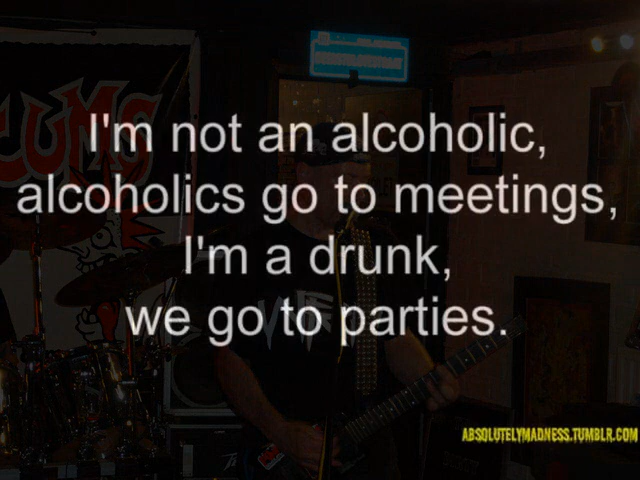 I'm not an alcoholic,
alcoholics go to meetings,
I'm a drunk,
we go to parties.
ABSOLUTELYMADNESS.TUMBLR.COM